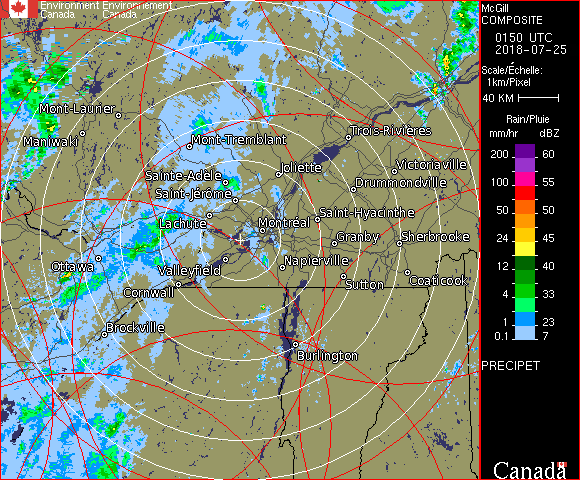 Environment Environnement
Canada Canada
McGill
COMPOSITE
0150 UTC
2018-07-25
Scale/Échelle:
1km/Pixel
40 KM
Rain/Pluie
mm/hr dBZ
200 60
150 57
100 55
50 50
24 45
12 40
4 33
1 23
0.1 7
PRECIPET
Mont-Laurier
Maniwaki
Mont-Tremblant
Trois-Rivières
Sainte-Adèle
Joliette
Victoriaville
Saint-Jérôme
Drummondville
Lachute
Montréal
Saint-Hyacinthe
Granby
Sherbrooke
Ottawa
Valleyfield
Napierville
Cornwall
Sutton
Coaticook
Brockville
Burlington
Canada